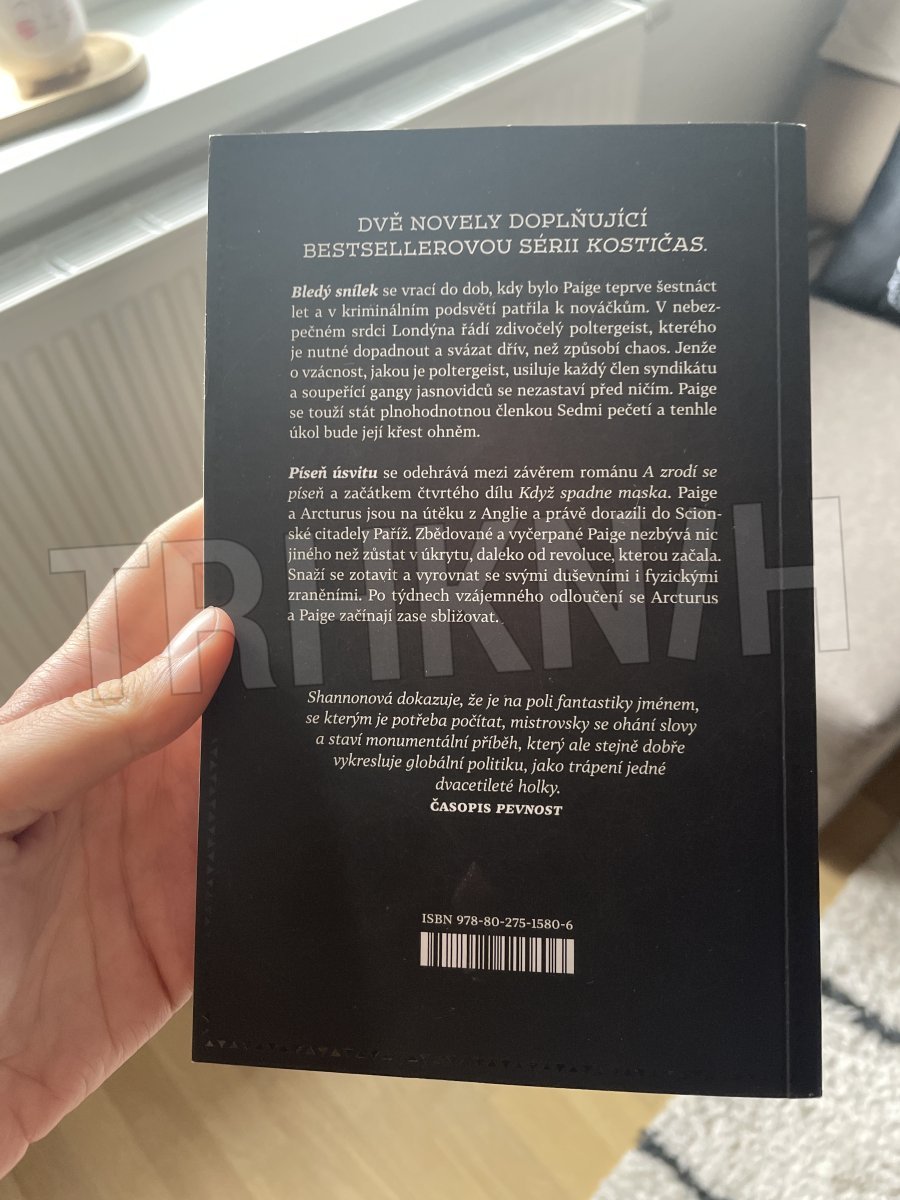 DVĚ NOVELY DOPLŇUJÍCÍ
BESTSELLEROVOU SÉRII KOSTIČAS.
Bledý snílek se vrací do dob, kdy bylo Paige teprve šestnáct
let a v kriminálním podsvětí patřila k nováčkům. V nebez-
pečném srdci Londýna řádí zdivočelý poltergeist, kterého
je nutné dopadnout a svázat dřív, než způsobí chaos. Jenže
o vzácnost, jakou je poltergeist, usiluje každý člen syndikátu
a soupeřící gangy jasnovidců se nezastaví před ničím. Paige
se touží stát plnohodnotnou členkou Sedmi pečetí a tenhle
úkol bude její křest ohněm.
Píseň úsvitu se odehrává mezi závěrem románu A zrodí se
píseň a začátkem čtvrtého dílu Když spadne maska. Paige
a Arcturus jsou na útěku z Anglie a právě dorazili do Scion-
ské citadely Paříž. Zbědované a vyčerpané Paige nezbývá nic
jiného než zůstat v úkrytu, daleko od revoluce, kterou začala.
Snaží se zotavit a vyrovnat se svými duševními i fyzickými
zraněními. Po týdnech vzájemného odloučení se Arcturus
a Paige začínají zase sbližovat.
TRHKNIH
Shannonová dokazuje, že je na poli fantastiky jménem,
se kterým je potřeba počítat, mistrovsky se ohání slovy
a staví monumentální příběh, který ale stejně dobře
vykresluje globální politiku, jako trápení jedné
dvacetileté holky.
ČASOPIS PEVNOST
ISBN 978-80-275-1580-6